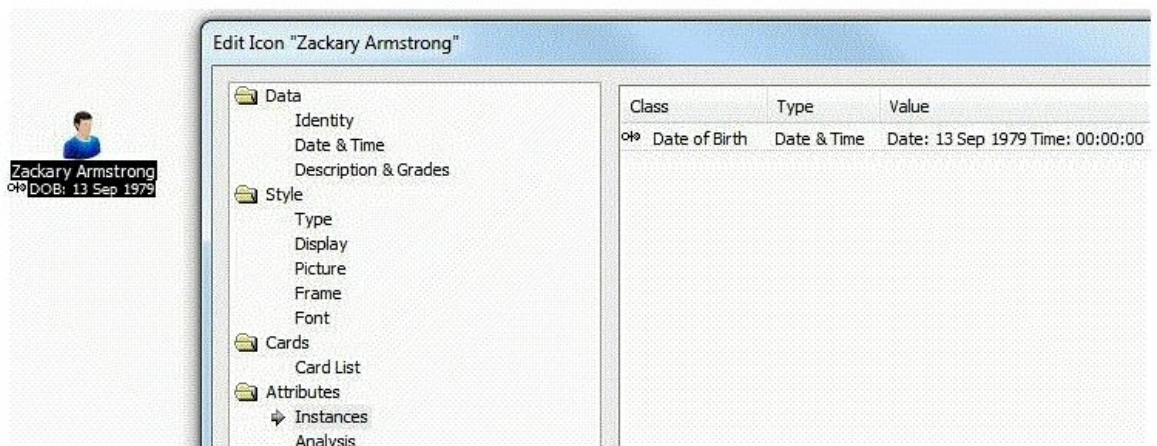 Edit Icon "Zackary Armstrong"
Zackary Armstrong
DOB: 13 Sep 1979
Data
Identity
Date & Time
Description & Grades
Style
Type
Display
Picture
Frame
Font
Cards
Card List
Attributes
Instances
Analysis
Class Type Value
Date of Birth Date & Time Date: 13 Sep 1979 Time: 00:00:00